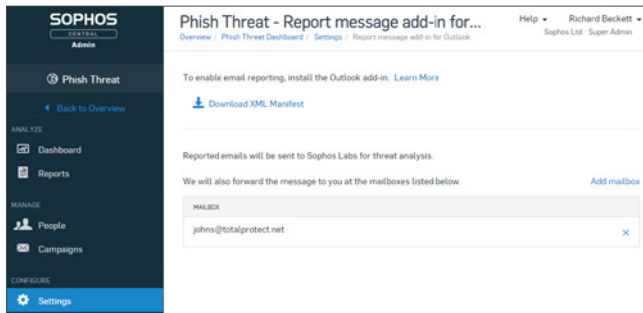 SOPHOS
CENTRAL
Admin
Phish Threat
Back to Overview
ANALYZE
Dashboard
Reports
MANAGE
People
Campaigns
CONFIGURE
Settings
Phish Threat - Report message add-in for...
Overview / Phish Threat Dashboard / Settings / Report message add-in for Outlook
Help
Richard Beckett
Sophos Ltd · Super Admin
To enable email reporting, install the Outlook add-in. Learn More
Download XML Manifest
Reported emails will be sent to Sophos Labs for threat analysis.
We will also forward the message to you at the mailboxes listed below.
Add mailbox
MAILBOX
johns@totalprotect.net